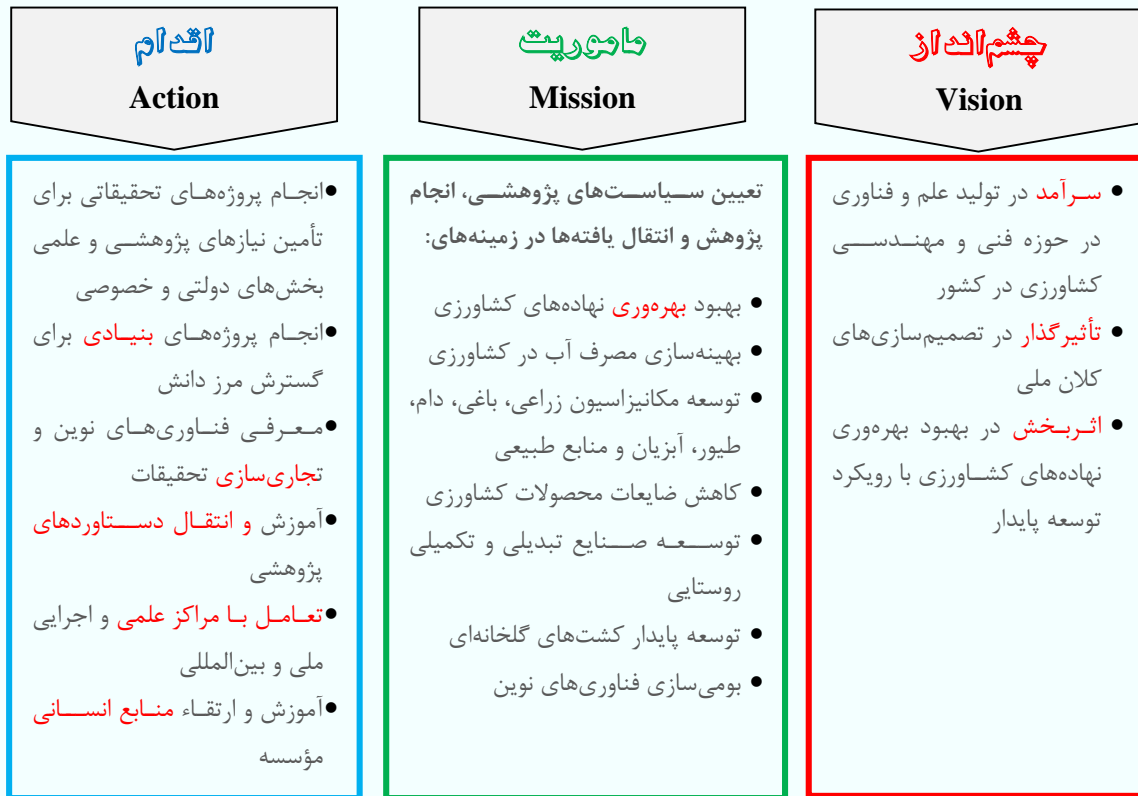 چشم‌انداز
Vision
سرآمد در تولید علم و فناوری
در حوزه فنی و مهندسی
کشاورزی در کشور
تأثیرگذار در تصمیم‌سازی‌های
کلان ملی
اثربخش در بهبود بهره‌وری
نهاده‌های کشاورزی با رویکرد
توسعه پایدار
ماموریت
Mission
تعیین سیاست‌های پژوهشی، انجام
پژوهش و انتقال یافته‌ها در زمینه‌های:
بهبود بهره‌وری نهاده‌های کشاورزی
بهینه‌سازی مصرف آب در کشاورزی
توسعه مکانیزاسیون زراعی، باغی، دام،
طیور، آبزیان و منابع طبیعی
کاهش ضایعات محصولات کشاورزی
توسعه صنایع تبدیلی و تکمیلی
روستایی
توسعه پایدار کشت‌های گلخانه‌ای
بومی‌سازی فناوری‌های نوین
اقدام
Action
انجام پروژه‌های تحقیقاتی برای
تأمین نیازهای پژوهشی و علمی
بخش‌های دولتی و خصوصی
انجام پروژه‌های بنیادی برای
گسترش مرز دانش
معرفی فناوری‌های نوین و
تجاری‌سازی تحقیقات
آموزش و انتقال دستاوردهای
پژوهشی
تعامل با مراکز علمی و اجرایی
ملی و بین‌المللی
آموزش و ارتقاء منابع انسانی
مؤسسه